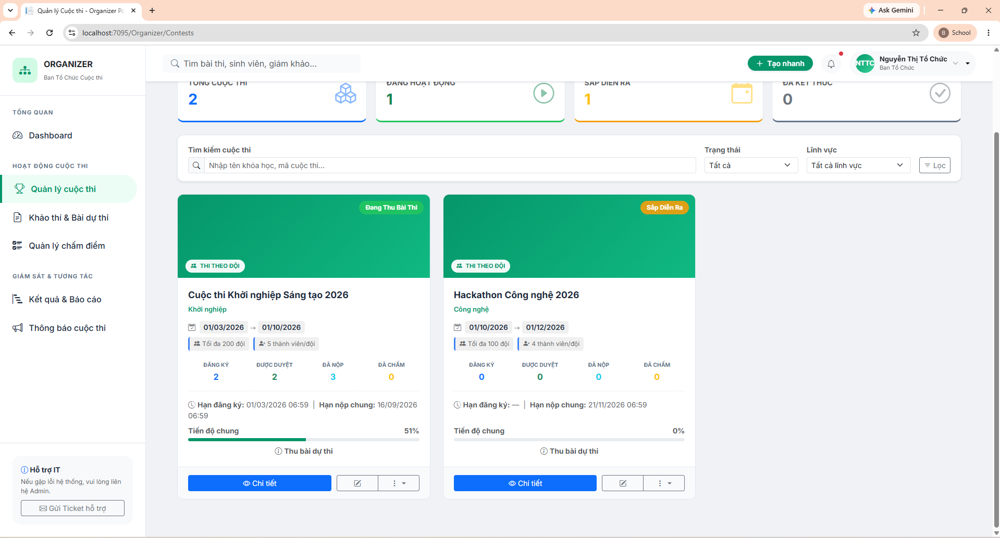 Quản lý Cuộc thi - Organizer Po
Ask Gemini
localhost:7095/Organizer/Contests
B School
ORGANIZER
Ban Tổ Chức Cuộc thi
Tìm bài thi, sinh viên, giám khảo...
Tạo nhanh
NTTC
Nguyễn Thị Tổ Chức
Ban Tổ Chức
TỔNG QUAN
Dashboard
HOẠT ĐỘNG CUỘC THI
Quản lý cuộc thi
Khảo thí & Bài dự thi
Quản lý chấm điểm
GIÁM SÁT & TƯƠNG TÁC
Kết quả & Báo cáo
Thông báo cuộc thi
Hỗ trợ IT
Nếu gặp lỗi hệ thống, vui lòng liên
hệ Admin.
Gửi Ticket hỗ trợ
TỔNG CUỘC THI
2
ĐANG HOẠT ĐỘNG
1
SẮP DIỄN RA
1
ĐÃ KẾT THÚC
0
Tìm kiếm cuộc thi
Nhập tên khóa học, mã cuộc thi...
Trạng thái
Tất cả
Lĩnh vực
Tất cả lĩnh vực
Lọc
Đang Thu Bài Thi
THI THEO ĐỘI
Cuộc thi Khởi nghiệp Sáng tạo 2026
Khởi nghiệp
01/03/2026 → 01/10/2026
Tối đa 200 đội 5 thành viên/đội
ĐĂNG KÝ ĐƯỢC DUYỆT ĐÃ NỘP ĐÃ CHẤM
2 2 3 0
Hạn đăng ký: 01/03/2026 06:59 | Hạn nộp chung: 16/09/2026
06:59
Tiến độ chung 51%
Thu bài dự thi
Chi tiết
Sắp Diễn Ra
THI THEO ĐỘI
Hackathon Công nghệ 2026
Công nghệ
01/10/2026 → 01/12/2026
Tối đa 100 đội 4 thành viên/đội
ĐĂNG KÝ ĐƯỢC DUYỆT ĐÃ NỘP ĐÃ CHẤM
0 0 0 0
Hạn đăng ký: — | Hạn nộp chung: 21/11/2026 06:59
Tiến độ chung 0%
Thu bài dự thi
Chi tiết